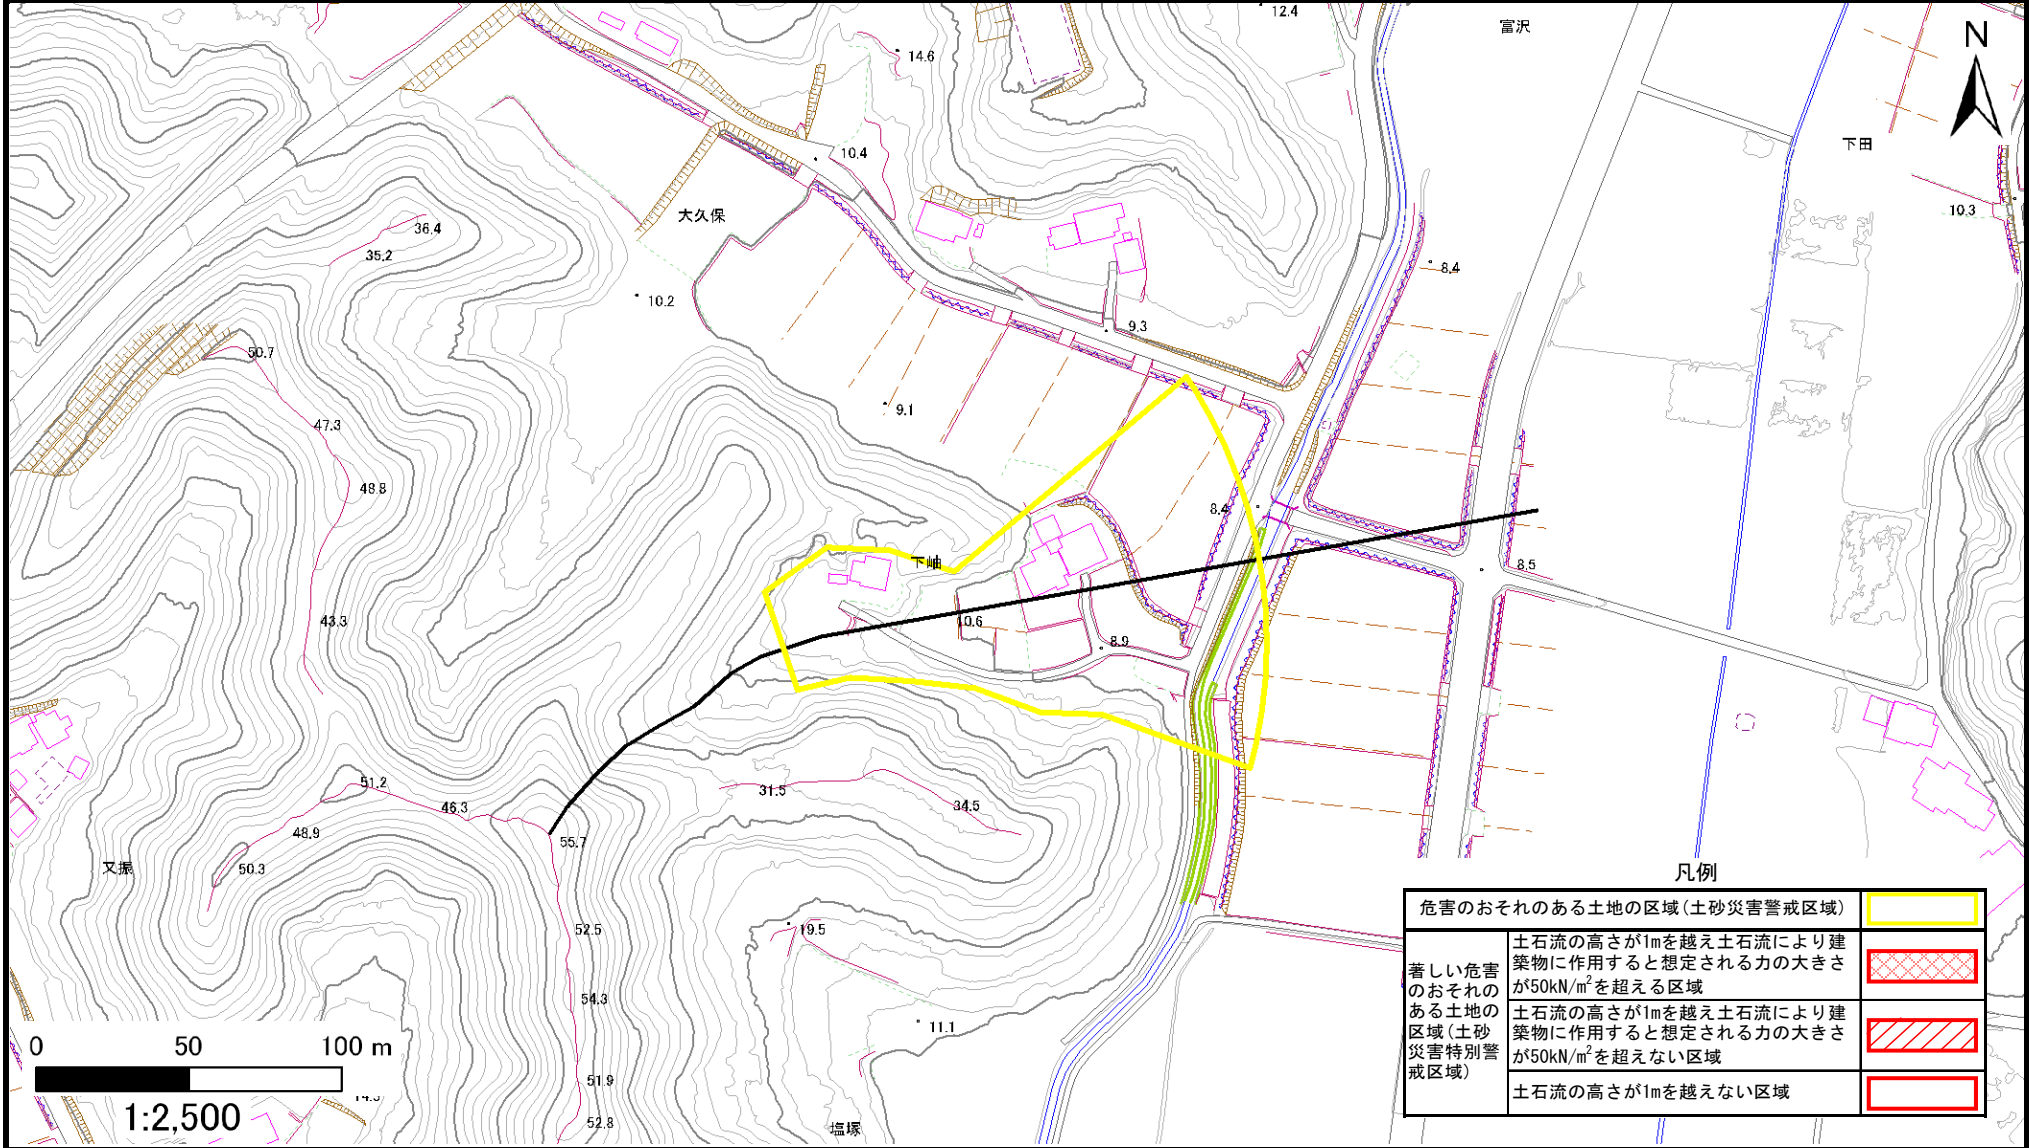 富沢
N
12.4
14.6
下田
10.4
10.3
大久保
36.4
35.2
8.4
10.2
9.3
50.7
9.1
47.3
48.8
8.4
下岫
8.5
43.3
10.6
8.9
51.2
31.5
46.3
34.5
48.9
55.7
又振
50.3
凡例
危害のおそれのある土地の区域(土砂災害警戒区域)
著しい危害
のおそれの
ある土地の
区域(土砂
災害特別警
戒区域)
土石流の高さが1mを越え土石流により建
築物に作用すると想定される力の大きさ
が50kN/m²を超える区域
土石流の高さが1mを越え土石流により建
築物に作用すると想定される力の大きさ
が50kN/m²を超えない区域
土石流の高さが1mを越えない区域
19.5
52.5
54.3
11.1
0 50 100 m
1:2,500
51.9
52.8
塩塚